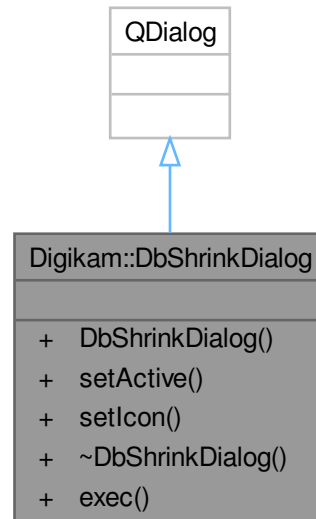 QDialog
Digikam::DbShrinkDialog
+ DbShrinkDialog()
+ setActive()
+ setIcon()
+ ~DbShrinkDialog()
+ exec()